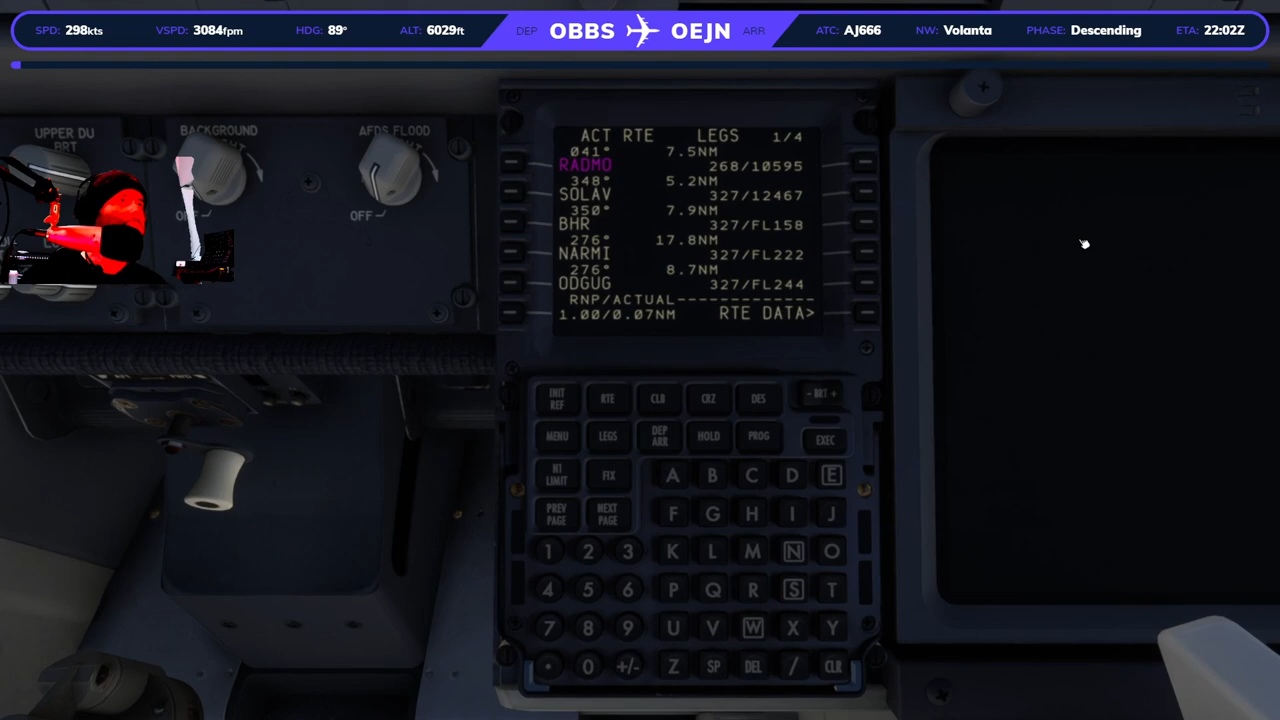 SPD: 298kts VSPD: 3084fpm HDG: 89° ALT: 6029ft DEP OBBS OEJN ARR ATC: AJ666 NW: Volanta PHASE: Descending ETA: 22:02Z
UPPER DU
BRT
BACKGROUND
OFF
AFDS FLOOD
OFF
ACT RTE LEGS 1/4
041° 7.5NM
RADMO 268/10595
348° 5.2NM
SOLAV 327/12467
350° 7.9NM
BHR 327/FL158
276° 17.8NM
NARMI 327/FL222
276° 8.7NM
ODGUG 327/FL244
RNP/ACTUAL-------------
1.00/0.07NM RTE DATA>
INIT REF RTE CLB CRZ DES - BRT +
MENU LEGS DEP ARR HOLD PROG EXEC
N1 LIMIT FIX A B C D E
PREV PAGE NEXT PAGE F G H I J
1 2 3 K L M N O
4 5 6 P Q R S T
7 8 9 U V W X Y
. 0 +/- Z SP DEL / CLR